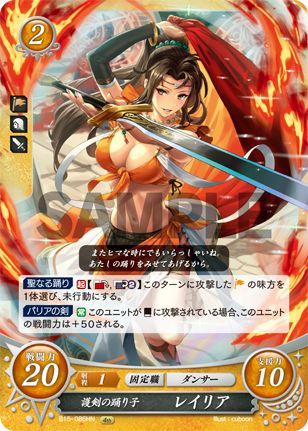 2
SAMPLE
またヒマな時にでもいらっしゃいね。
あたしの踊りをみせてあげるから。
聖なる踊り 起 このターンに攻撃した の味方を
1体選び、未行動にする。
バリアの剣 常 このユニットが に攻撃されている場合、このユニット
の戦闘力は+50される。
戦闘力
20
射程 1 固定職 ダンサー
支援力
10
護剣の踊り子 レイリア
B15-086HN
Illust : cuboon